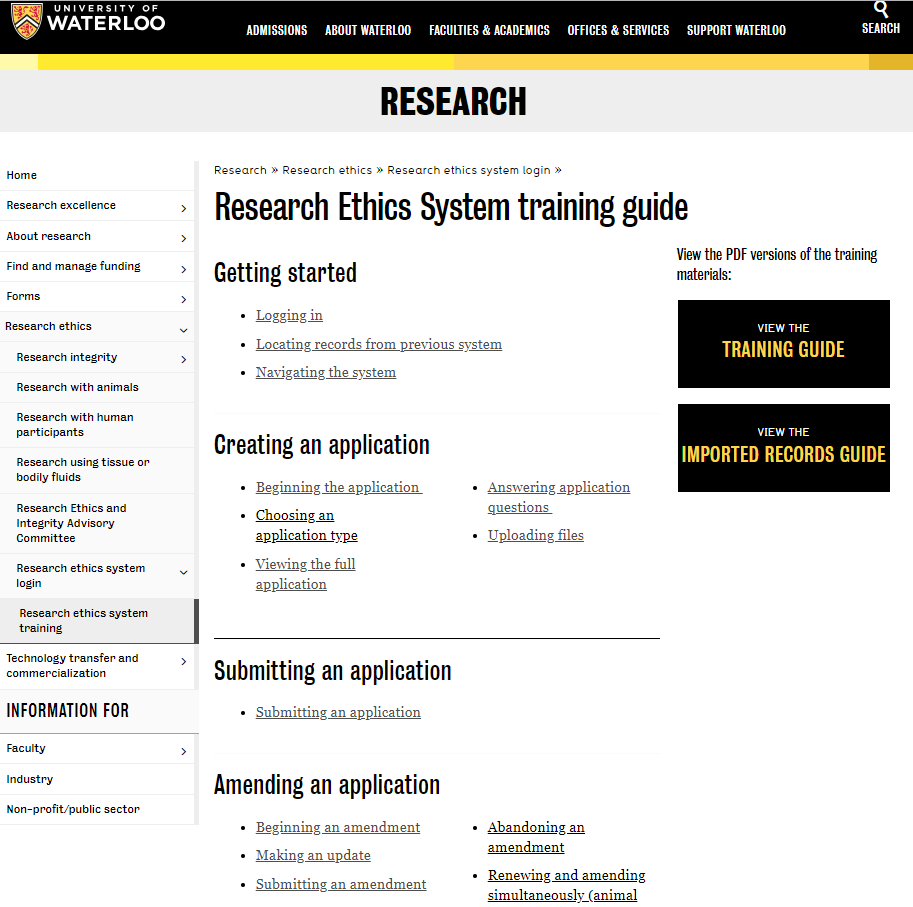 UNIVERSITY OF
WATERLOO
ADMISSIONS ABOUT WATERLOO FACULTIES & ACADEMICS OFFICES & SERVICES SUPPORT WATERLOO SEARCH
RESEARCH
Home
Research excellence
About research
Find and manage funding
Forms
Research ethics
Research integrity
Research with animals
Research with human
participants
Research using tissue or
bodily fluids
Research Ethics and
Integrity Advisory
Committee
Research ethics system
login
Research ethics system
training
Technology transfer and
commercialization
INFORMATION FOR
Faculty
Industry
Non-profit/public sector
Research » Research ethics » Research ethics system login »
Research Ethics System training guide
Getting started
• Logging in
• Locating records from previous system
• Navigating the system
Creating an application
• Beginning the application
• Choosing an
application type
• Viewing the full
application
• Answering application
questions
• Uploading files
Submitting an application
• Submitting an application
Amending an application
• Beginning an amendment
• Making an update
• Submitting an amendment
• Abandoning an
amendment
• Renewing and amending
simultaneously (animal
View the PDF versions of the training
materials:
VIEW THE
TRAINING GUIDE
VIEW THE
IMPORTED RECORDS GUIDE